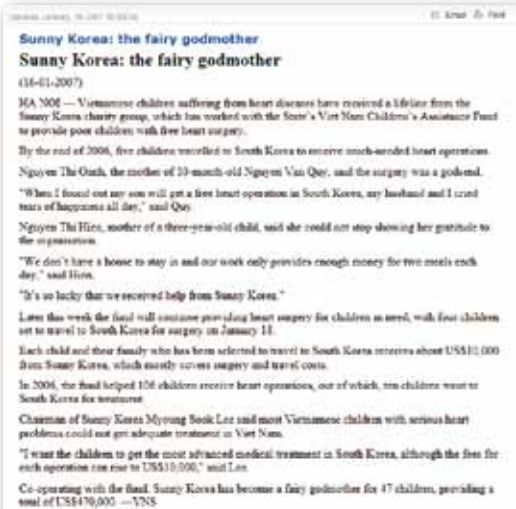 Sunny Korea: the fairy godmother
Sunny Korea: the fairy godmother
(16-01-2007)
HA NOI — Vietnamese children suffering from heart diseases have received a lifeline from the
Sunny Korea charity group, which has worked with the State's Viet Nam Children's Assistance Fund
to provide poor children with free heart surgery.
By the end of 2006, five children travelled to South Korea to receive much-needed heart operations.
Nguyen Thi Oanh, the mother of 10-month-old Nguyen Van Quy, said the surgery was a godsend.
"When I found out my son will get a free heart operation in South Korea, my husband and I cried
tears of happiness all day," said Quy.
Nguyen Thi Hien, mother of a three-year-old child, said she could not stop showing her gratitude to
the organisation.
"We don't have a house to stay in and our work only provides enough money for two meals each
day," said Hien.
"It's so lucky that we received help from Sunny Korea."
Later this week the fund will continue providing heart surgery for children in need, with four children
set to travel to South Korea for surgery on January 18.
Each child and their family who has been selected to travel to South Korea receives about US$10,000
from Sunny Korea, which mostly covers surgery and travel costs.
In 2006, the fund helped 106 children receive heart operations, out of which, ten children went to
South Korea for treatment.
Chairman of Sunny Korea Myoung Sook Lee said most Vietnamese children with serious heart
problems could not get adequate treatment in Viet Nam.
"I want the children to get the most advanced medical treatment in South Korea, although the fees for
each operation can rise to US$10,000," said Lee.
Co-operating with the fund, Sunny Korea has become a fairy godmother for 47 children, providing a
total of US$470,000. —VNS